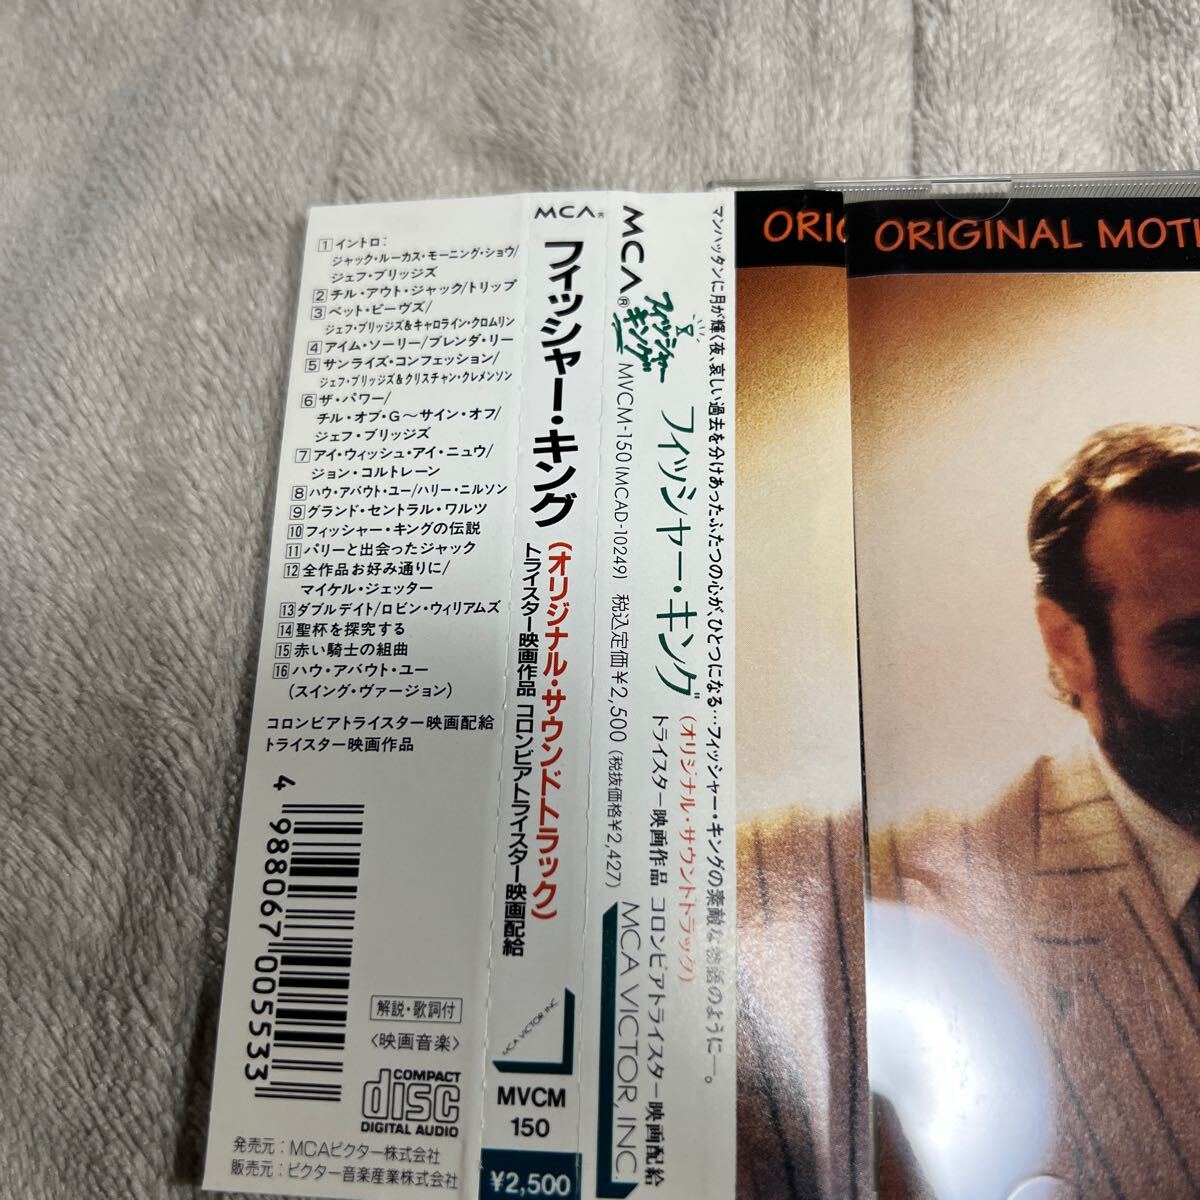 1 イントロ:
ジャック・ルーカス・モーニング・ショウ/
ジェフ・ブリッジズ
2 チル・アウト・ジャック/トリップ
3 ペット・ピーヴズ/
ジェフ・ブリッジズ&キャロライン・クロムリン
4 アイム・ソーリー/ブレンダ・リー
5 サンライズ・コンフェッション/
ジェフ・ブリッジズ&クリスチャン・クレメンソン
6 ザ・パワー/
チル・オブ・G〜サイン・オフ/
ジェフ・ブリッジズ
7 アイ・ウィッシュ・アイ・ニュウ/
ジョン・コルトレーン
8 ハウ・アバウト・ユー/ハリー・ニルソン
9 グランド・セントラル・ワルツ
10 フィッシャー・キングの伝説
11 パリーと出会ったジャック
12 全作品お好み通りに/
マイケル・ジェッター
13 ダブルデイト/ロビン・ウィリアムズ
14 聖杯を探究する
15 赤い騎士の組曲
16 ハウ・アバウト・ユー
(スイング・ヴァージョン)
コロンビアトライスター映画配給
トライスター映画作品
4 988067 005533
解説・歌詞付
〈映画音楽〉
COMPACT
disc
DIGITAL AUDIO
発売元:MCAビクター株式会社
販売元:ビクター音楽産業株式会社
MCA®
フィッシャー・キング
(オリジナル・サウンドトラック)
トライスター映画作品 コロンビアトライスター映画配給
MCA VICTOR INC
MVCM
150
¥2,500
MCA®
フィッシャー・キング
MVCM-150(MCAD-10249) 税込定価¥2,500(税抜価格¥2,427)
MCA VICTOR, INC.
フィッシャー・キング
(オリジナル・サウンドトラック)
トライスター映画作品 コロンビアトライスター映画配給
マンハッタンに月が輝く夜、哀しい過去を分けあったふたつの心が、ひとつになる…フィッシャー・キングの素敵な物語のように―。
ORIG
ORIGINAL MOTI